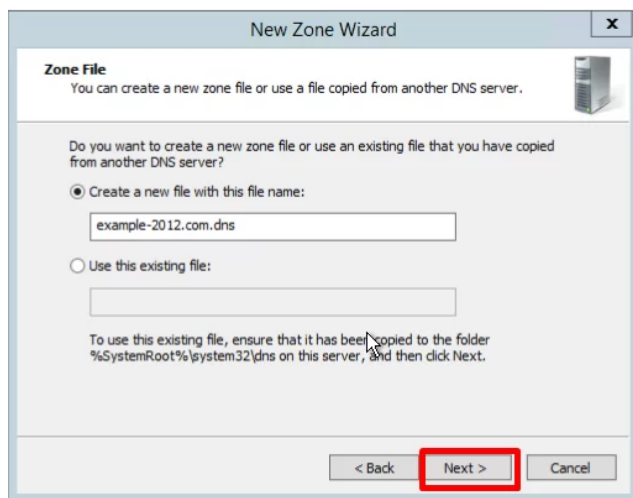 New Zone Wizard
x
Zone File
You can create a new zone file or use a file copied from another DNS server.
Do you want to create a new zone file or use an existing file that you have copied
from another DNS server?
Create a new file with this file name:
example-2012.com.dns
Use this existing file:
To use this existing file, ensure that it has been copied to the folder
%SystemRoot%\system32\dns on this server, and then click Next.
< Back
Next >
Cancel